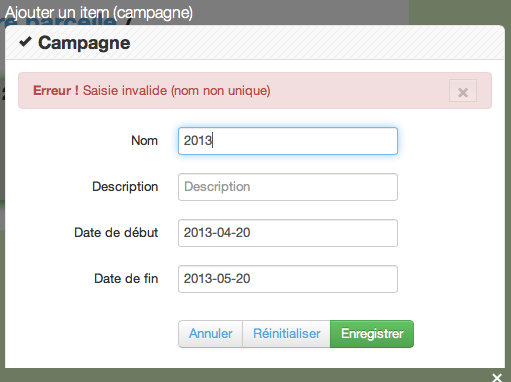 Ajouter un item (campagne)
Campagne
Erreur ! Saisie invalide (nom non unique)
Nom 2013
Description Description
Date de début 2013-04-20
Date de fin 2013-05-20
Annuler Réinitialiser Enregistrer